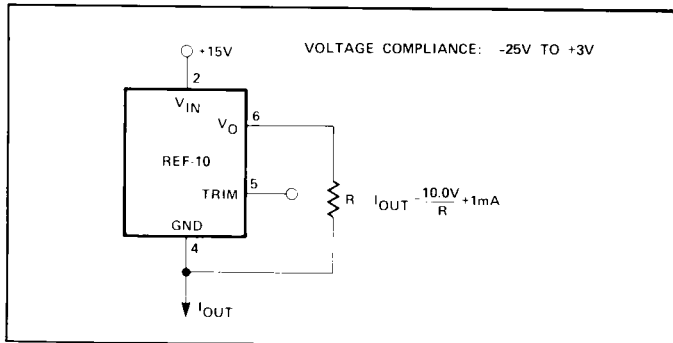 VOLTAGE COMPLIANCE: -25V TO +3V
+15V
2
VIN
6
VO
REF-10
5
TRIM
R
IOUT = 10.0V/R +1mA
GND
4
IOUT